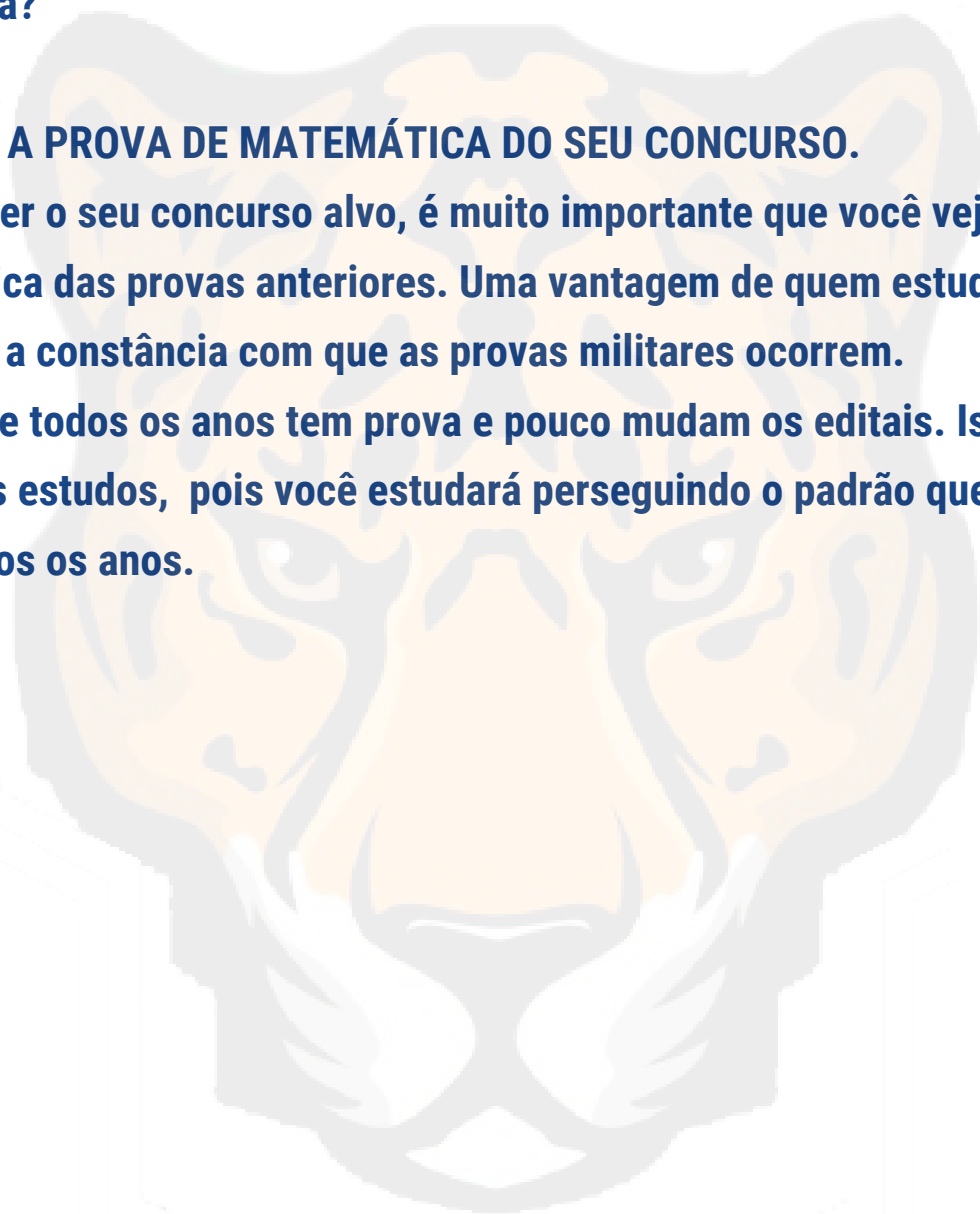 a?
A PROVA DE MATEMÁTICA DO SEU CONCURSO.
er o seu concurso alvo, é muito importante que você vej
ca das provas anteriores. Uma vantagem de quem estud
a constância com que as provas militares ocorrem.
e todos os anos tem prova e pouco mudam os editais. Is
s estudos, pois você estudará perseguindo o padrão que
os os anos.